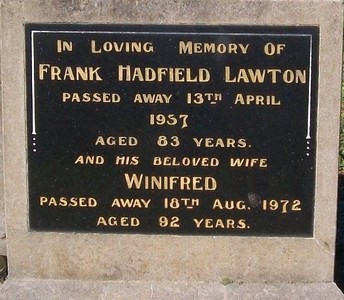 In Loving Memory Of
Frank Hadfield Lawton
passed away 13th April
1957
aged 83 years.
and his beloved wife
Winifred
passed away 18th Aug. 1972
aged 92 years.